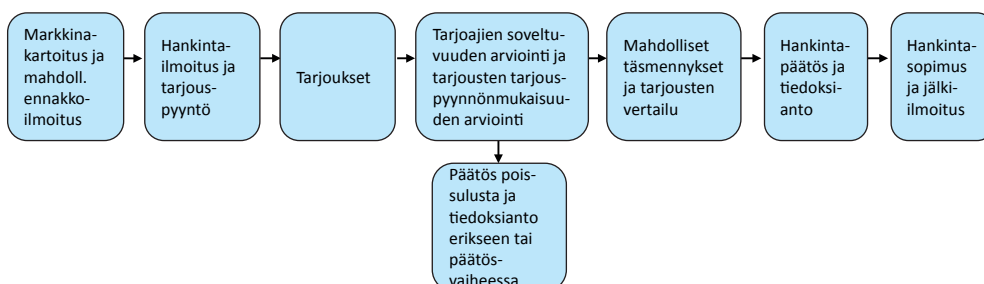 Markkina-
kartoitus ja
mahdoll.
ennakko-
ilmoitus
Hankinta-
ilmoitus ja
tarjous-
pyyntö
Tarjoukset
Tarjoajien soveltu-
vuuden arviointi ja
tarjousten tarjous-
pyynnönmukaisuu-
den arviointi
Mahdolliset
täsmennykset
ja tarjousten
vertailu
Hankinta-
päätös ja
tiedoksi-
anto
Hankinta-
sopimus
ja jälki-
ilmoitus
Päätös pois-
sulusta ja
tiedoksianto
erikseen tai
päätös-
vaiheessa